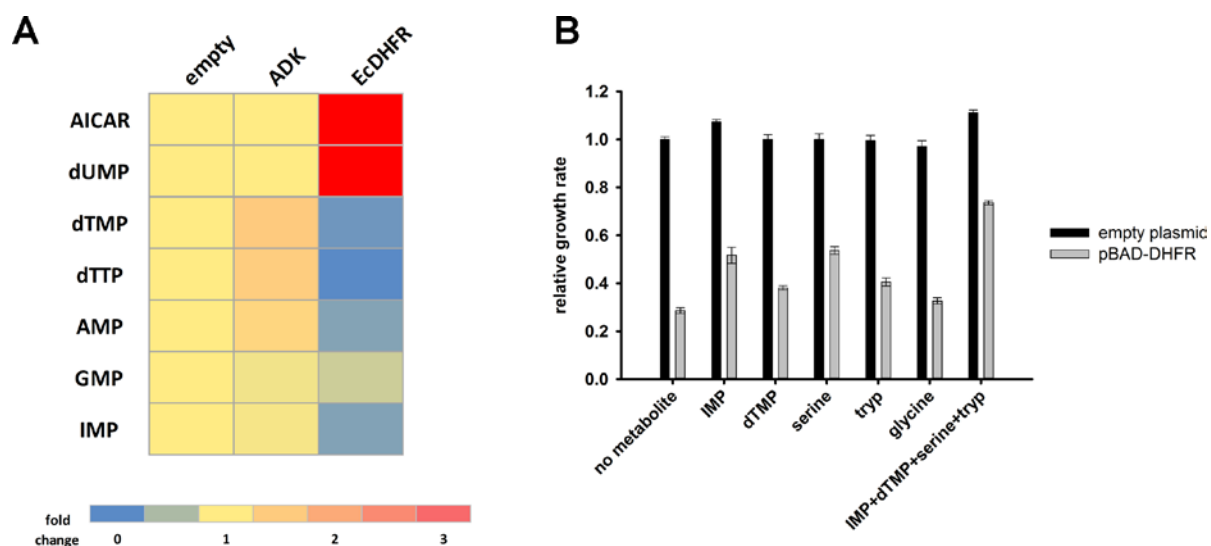 A
empty ADK EcDHFR
AICAR
dUMP
dTMP
dTTP
AMP
GMP
IMP
fold change 0 1 2 3
B
relative growth rate
1.2
1.0
0.8
0.6
0.4
0.2
0.0
no metabolite IMP dTMP serine tryp glycine IMP+dTMP+serine+tryp
empty plasmid
pBAD-DHFR